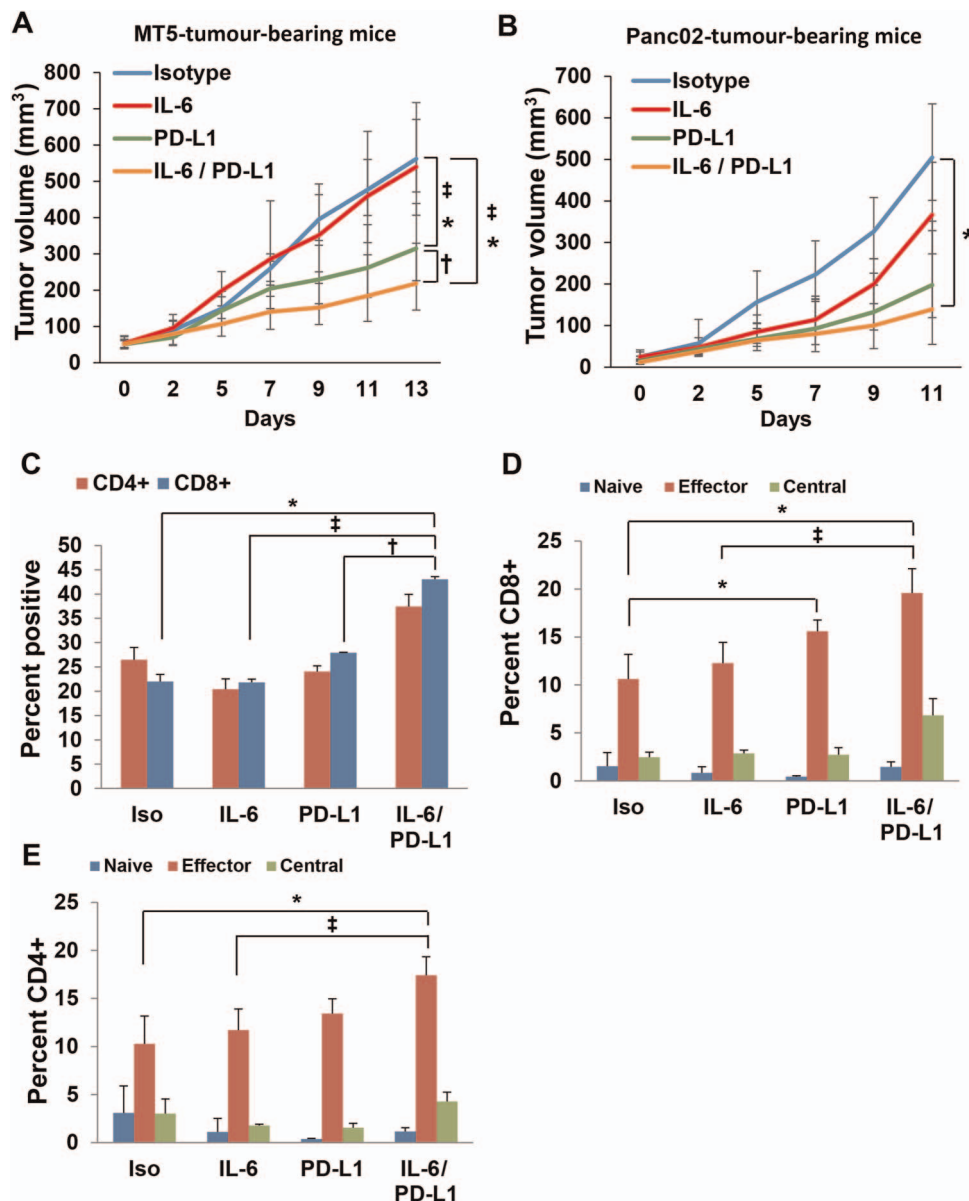 A
MT5-tumour-bearing mice
Tumor volume (mm³)
800
700
600
500
400
300
200
100
0
Isotype
IL-6
PD-L1
IL-6 / PD-L1
‡
*
†
‡
*
0 2 5 7 9 11 13
Days
B
Panc02-tumour-bearing mice
Tumor volume (mm³)
700
600
500
400
300
200
100
0
Isotype
IL-6
PD-L1
IL-6 / PD-L1
*
0 2 5 7 9 11
Days
C
CD4+ CD8+
*
‡
†
Percent positive
50
45
40
35
30
25
20
15
10
5
0
Iso IL-6 PD-L1 IL-6/
PD-L1
D
Naive Effector Central
*
‡
*
Percent CD8+
25
20
15
10
5
0
Iso IL-6 PD-L1 IL-6/
PD-L1
E
Naive Effector Central
*
‡
Percent CD4+
25
20
15
10
5
0
Iso IL-6 PD-L1 IL-6/
PD-L1